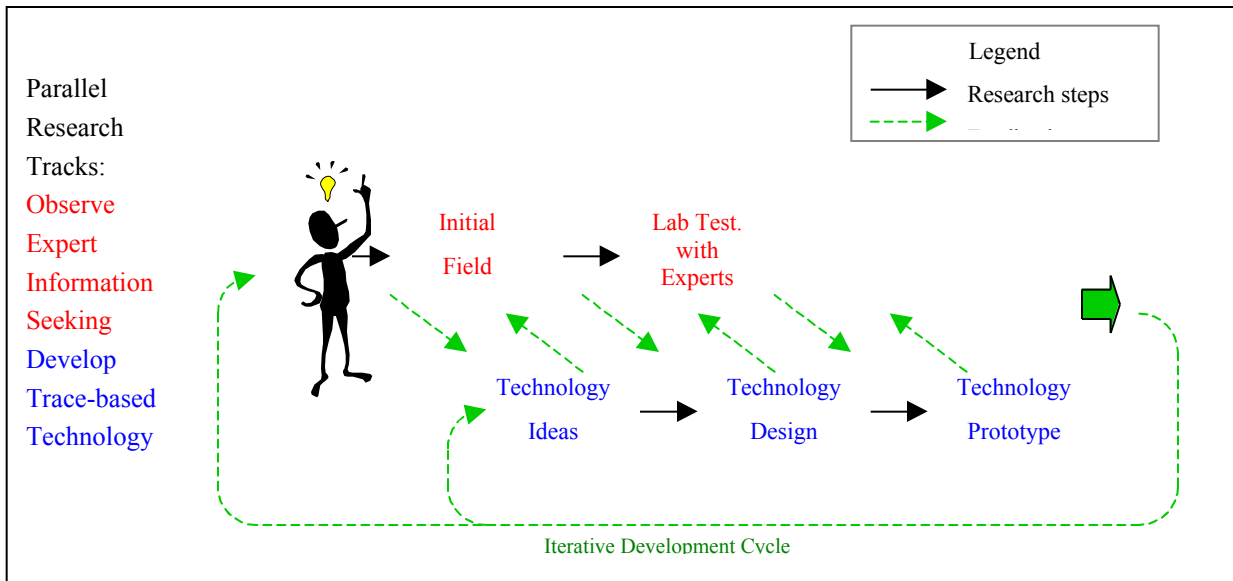 Legend
Research steps
Parallel
Research
Tracks:
Observe
Expert
Information
Seeking
Develop
Trace-based
Technology
Initial
Field
Lab Test.
with
Experts
Technology
Ideas
Technology
Design
Technology
Prototype
Iterative Development Cycle